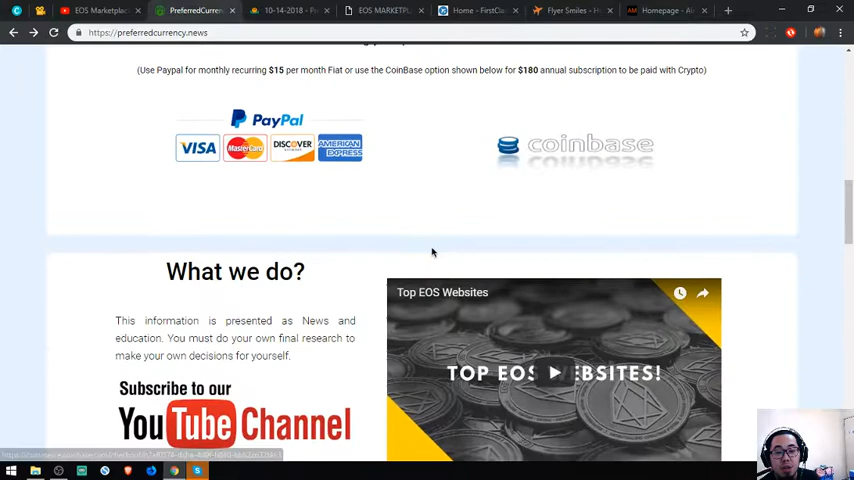 EOS Marketplac
PreferredCurren
10-14-2018 - Po
EOS MARKETPL
Home - FirstCla
Flyer Smiles - H
Homepage - Ai
https://preferredcurrency.news
(Use Paypal for monthly recurring $15 per month Fiat or use the CoinBase option shown below for $180 annual subscription to be paid with Crypto)
PayPal
VISA MasterCard DISCOVER AMERICAN EXPRESS
coinbase
What we do?
This information is presented as News and
education. You must do your own final research to
make your own decisions for yourself.
Subscribe to our
YouTube Channel
Top EOS Websites
TOP EOS WEBSITES!